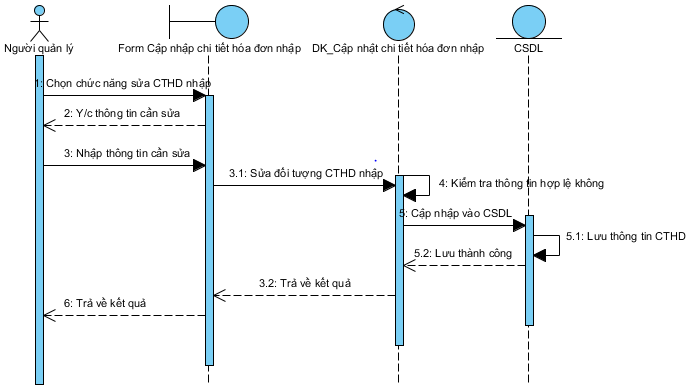 Người quản lý
Form Cập nhập chi tiết hóa đơn nhập
DK_Cập nhật chi tiết hóa đơn nhập
CSDL
1: Chọn chức năng sửa CTHD nhập
2: Y/c thông tin cần sửa
3: Nhập thông tin cần sửa
3.1: Sửa đối tượng CTHD nhập
4: Kiểm tra thông tin hợp lệ không
5: Cập nhập vào CSDL
5.1: Lưu thông tin CTHD
5.2: Lưu thành công
3.2: Trả về kết quả
6: Trả về kết quả